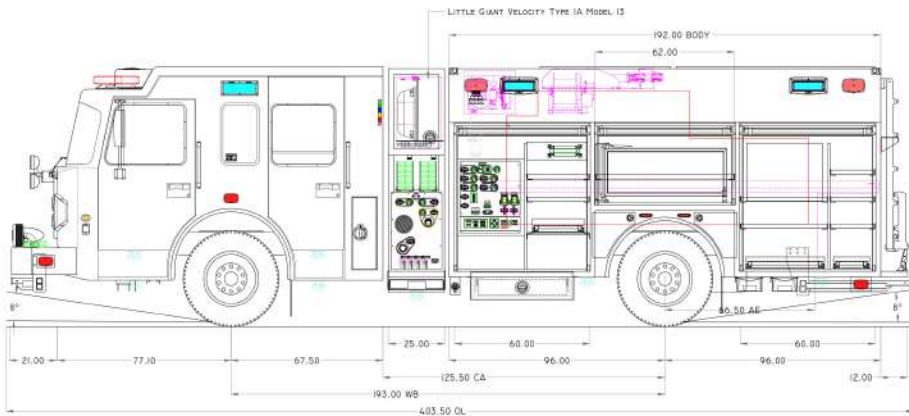 LITTLE GIANT VELOCITY TYPE 1A MODEL 13
192.00 BODY
62.00
8°
66.50 AE
8°
21.00
77.10
67.50
25.00
60.00
96.00
60.00
96.00
12.00
125.50 CA
193.00 WB
403.50 OL